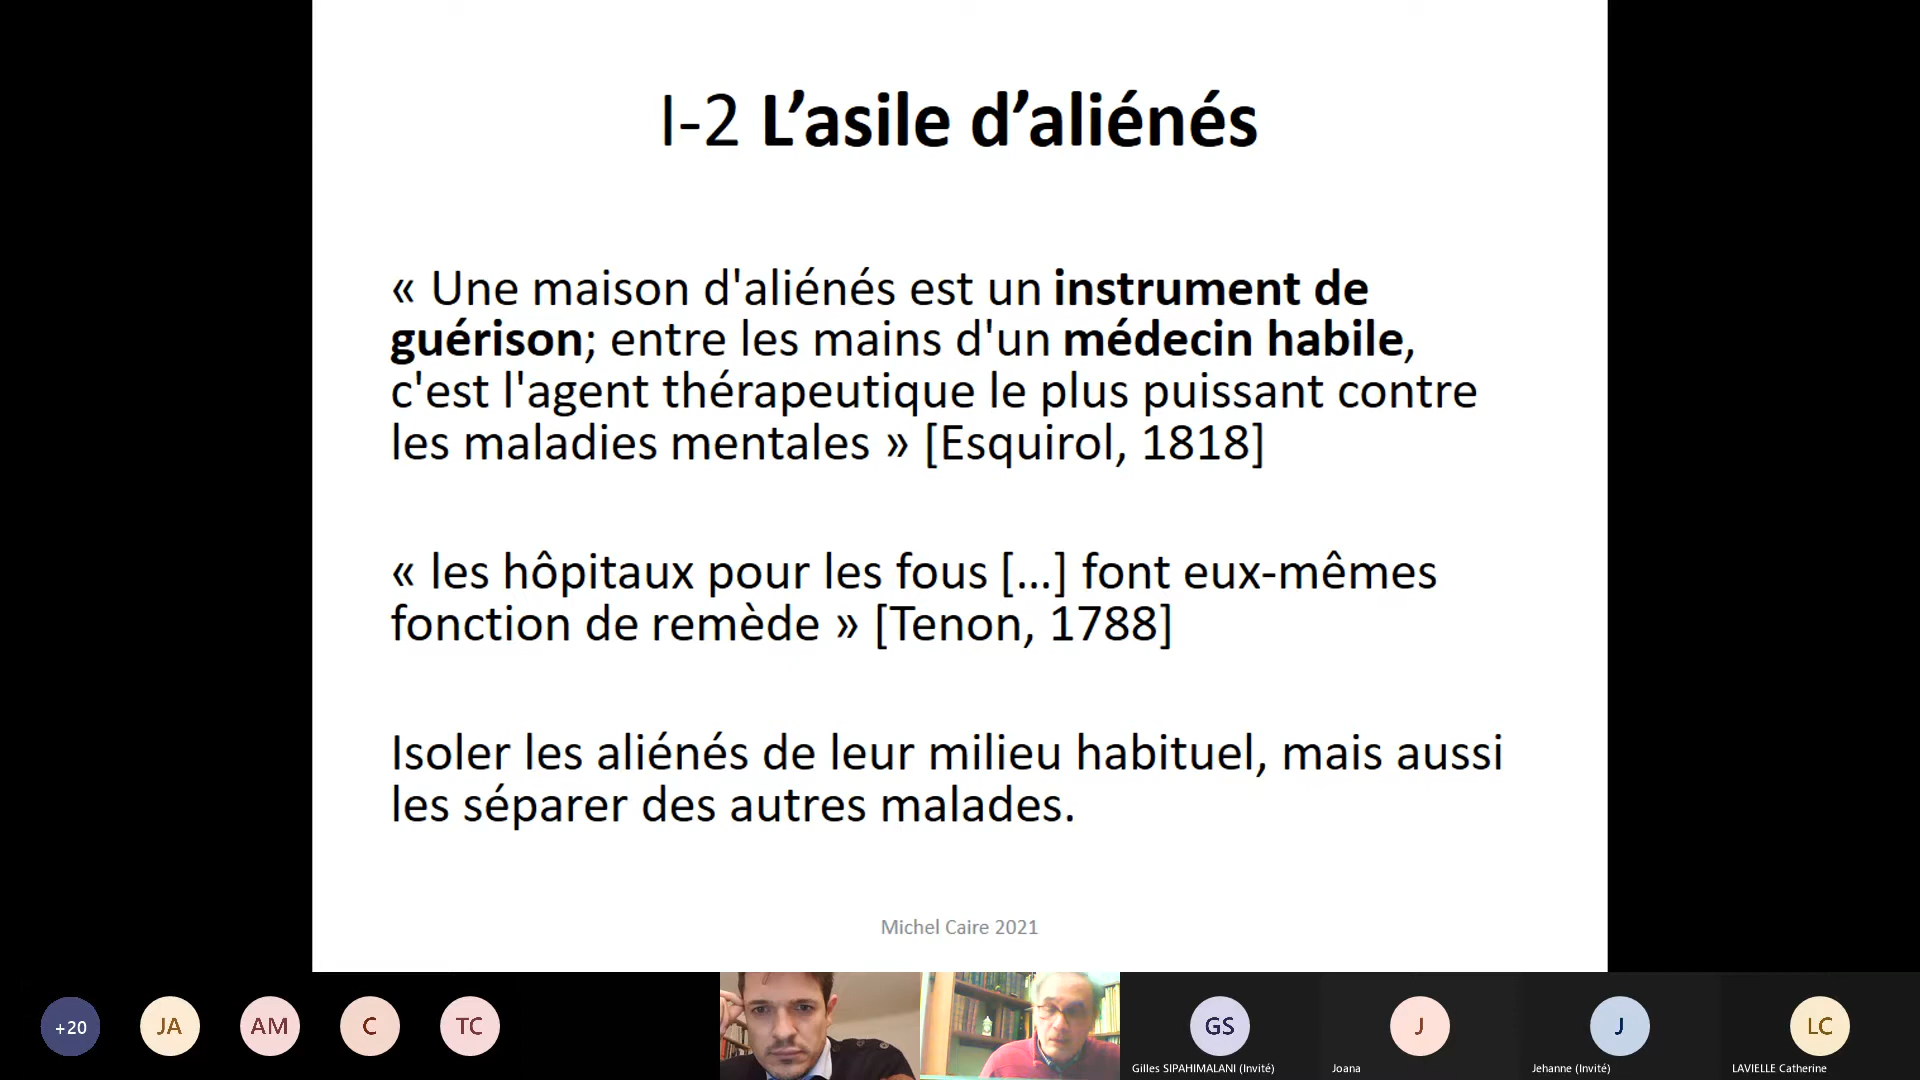 I-2 L’asile d’aliénés
« Une maison d'aliénés est un instrument de
guérison; entre les mains d'un médecin habile,
c'est l'agent thérapeutique le plus puissant contre
les maladies mentales » [Esquirol, 1818]
« les hôpitaux pour les fous [...] font eux-mêmes
fonction de remède » [Tenon, 1788]
Isoler les aliénés de leur milieu habituel, mais aussi
les séparer des autres malades.
Michel Caire 2021
+20
JA
AM
C
TC
GS
J
J
LC
Gilles SIPAHIMALANI (Invité)
Joana
Jehanne (Invité)
LAVIELLE Catherine